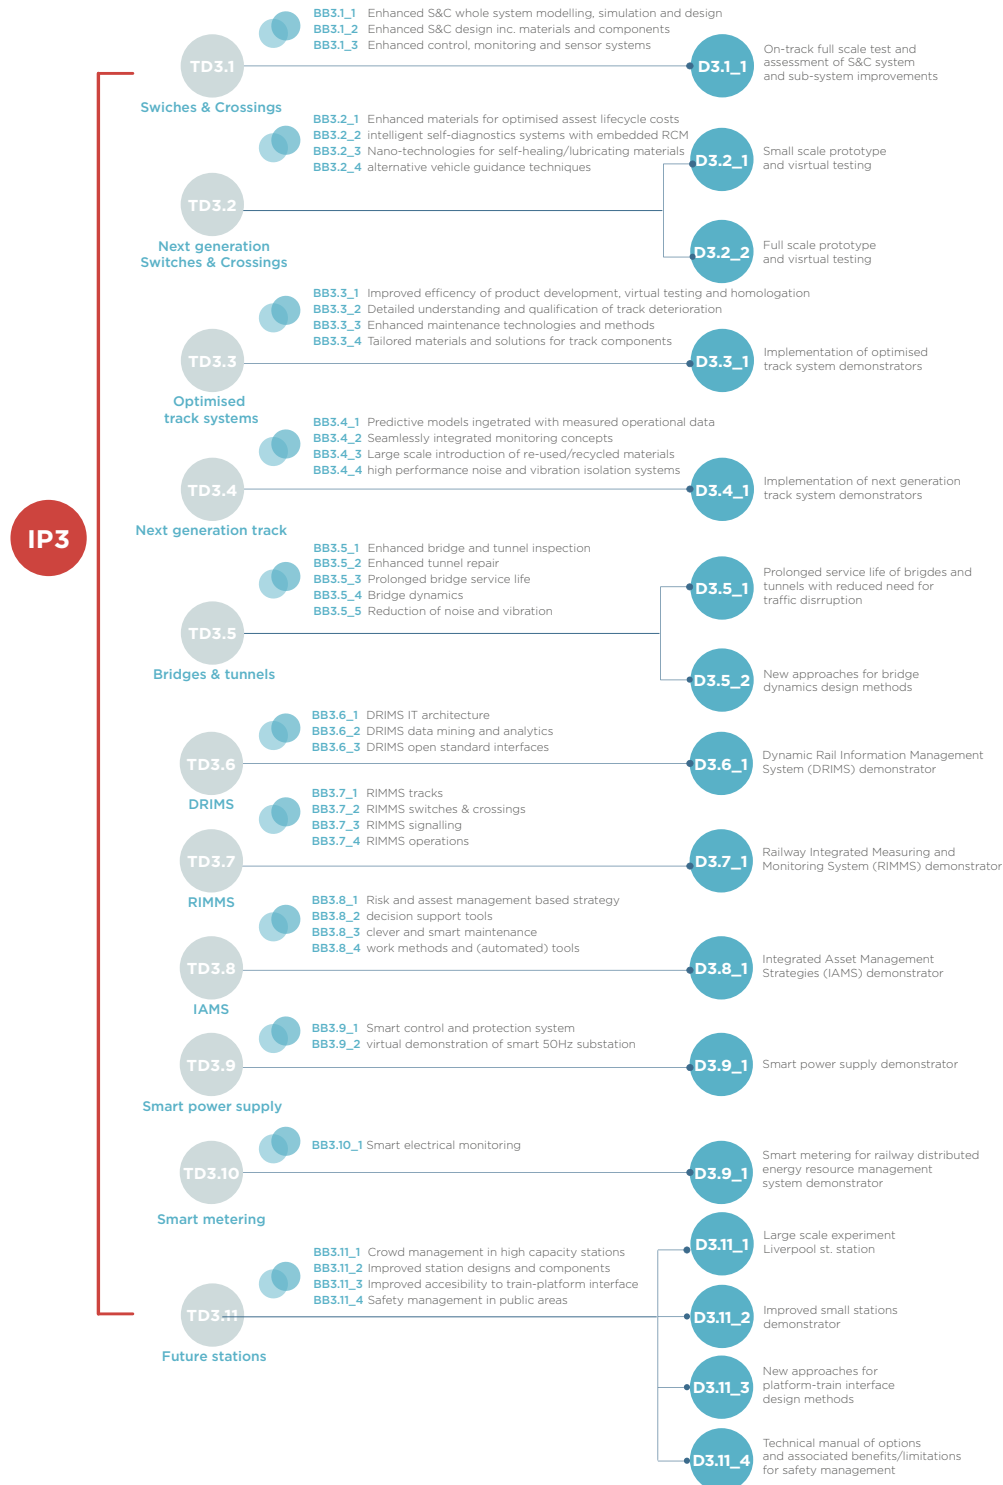 IP3
BB3.1_1 Enhanced S&C whole system modelling, simulation and design
BB3.1_2 Enhanced S&C design inc. materials and components
BB3.1_3 Enhanced control, monitoring and sensor systems
TD3.1
Swiches & Crossings
D3.1_1
On-track full scale test and
assessment of S&C system
and sub-system improvements
BB3.2_1 Enhanced materials for optimised assest lifecycle costs
BB3.2_2 intelligent self-diagnostics systems with embedded RCM
BB3.2_3 Nano-technologies for self-healing/lubricating materials
BB3.2_4 alternative vehicle guidance techniques
TD3.2
Next generation
Switches & Crossings
D3.2_1
Small scale prototype
and visrtual testing
D3.2_2
Full scale prototype
and visrtual testing
BB3.3_1 Improved efficency of product development, virtual testing and homologation
BB3.3_2 Detailed understanding and qualification of track deterioration
BB3.3_3 Enhanced maintenance technologies and methods
BB3.3_4 Tailored materials and solutions for track components
TD3.3
Optimised
track systems
D3.3_1
Implementation of optimised
track system demonstrators
BB3.4_1 Predictive models ingetrated with measured operational data
BB3.4_2 Seamlessly integrated monitoring concepts
BB3.4_3 Large scale introduction of re-used/recycled materials
BB3.4_4 high performance noise and vibration isolation systems
TD3.4
Next generation track
D3.4_1
Implementation of next generation
track system demonstrators
BB3.5_1 Enhanced bridge and tunnel inspection
BB3.5_2 Enhanced tunnel repair
BB3.5_3 Prolonged bridge service life
BB3.5_4 Bridge dynamics
BB3.5_5 Reduction of noise and vibration
TD3.5
Bridges & tunnels
D3.5_1
Prolonged service life of brigdes and
tunnels with reduced need for
traffic disrruption
D3.5_2
New approaches for bridge
dynamics design methods
BB3.6_1 DRIMS IT architecture
BB3.6_2 DRIMS data mining and analytics
BB3.6_3 DRIMS open standard interfaces
TD3.6
DRIMS
D3.6_1
Dynamic Rail Information Management
System (DRIMS) demonstrator
BB3.7_1 RIMMS tracks
BB3.7_2 RIMMS switches & crossings
BB3.7_3 RIMMS signalling
BB3.7_4 RIMMS operations
TD3.7
RIMMS
D3.7_1
Railway Integrated Measuring and
Monitoring System (RIMMS) demonstrator
BB3.8_1 Risk and assest management based strategy
BB3.8_2 decision support tools
BB3.8_3 clever and smart maintenance
BB3.8_4 work methods and (automated) tools
TD3.8
IAMS
D3.8_1
Integrated Asset Management
Strategies (IAMS) demonstrator
BB3.9_1 Smart control and protection system
BB3.9_2 virtual demonstration of smart 50Hz substation
TD3.9
Smart power supply
D3.9_1
Smart power supply demonstrator
BB3.10_1 Smart electrical monitoring
TD3.10
Smart metering
D3.9_1
Smart metering for railway distributed
energy resource management
system demonstrator
BB3.11_1 Crowd management in high capacity stations
BB3.11_2 Improved station designs and components
BB3.11_3 Improved accesibility to train-platform interface
BB3.11_4 Safety management in public areas
TD3.11
Future stations
D3.11_1
Large scale experiment
Liverpool st. station
D3.11_2
Improved small stations
demonstrator
D3.11_3
New approaches for
platform-train interface
design methods
D3.11_4
Technical manual of options
and associated benefits/limitations
for safety management